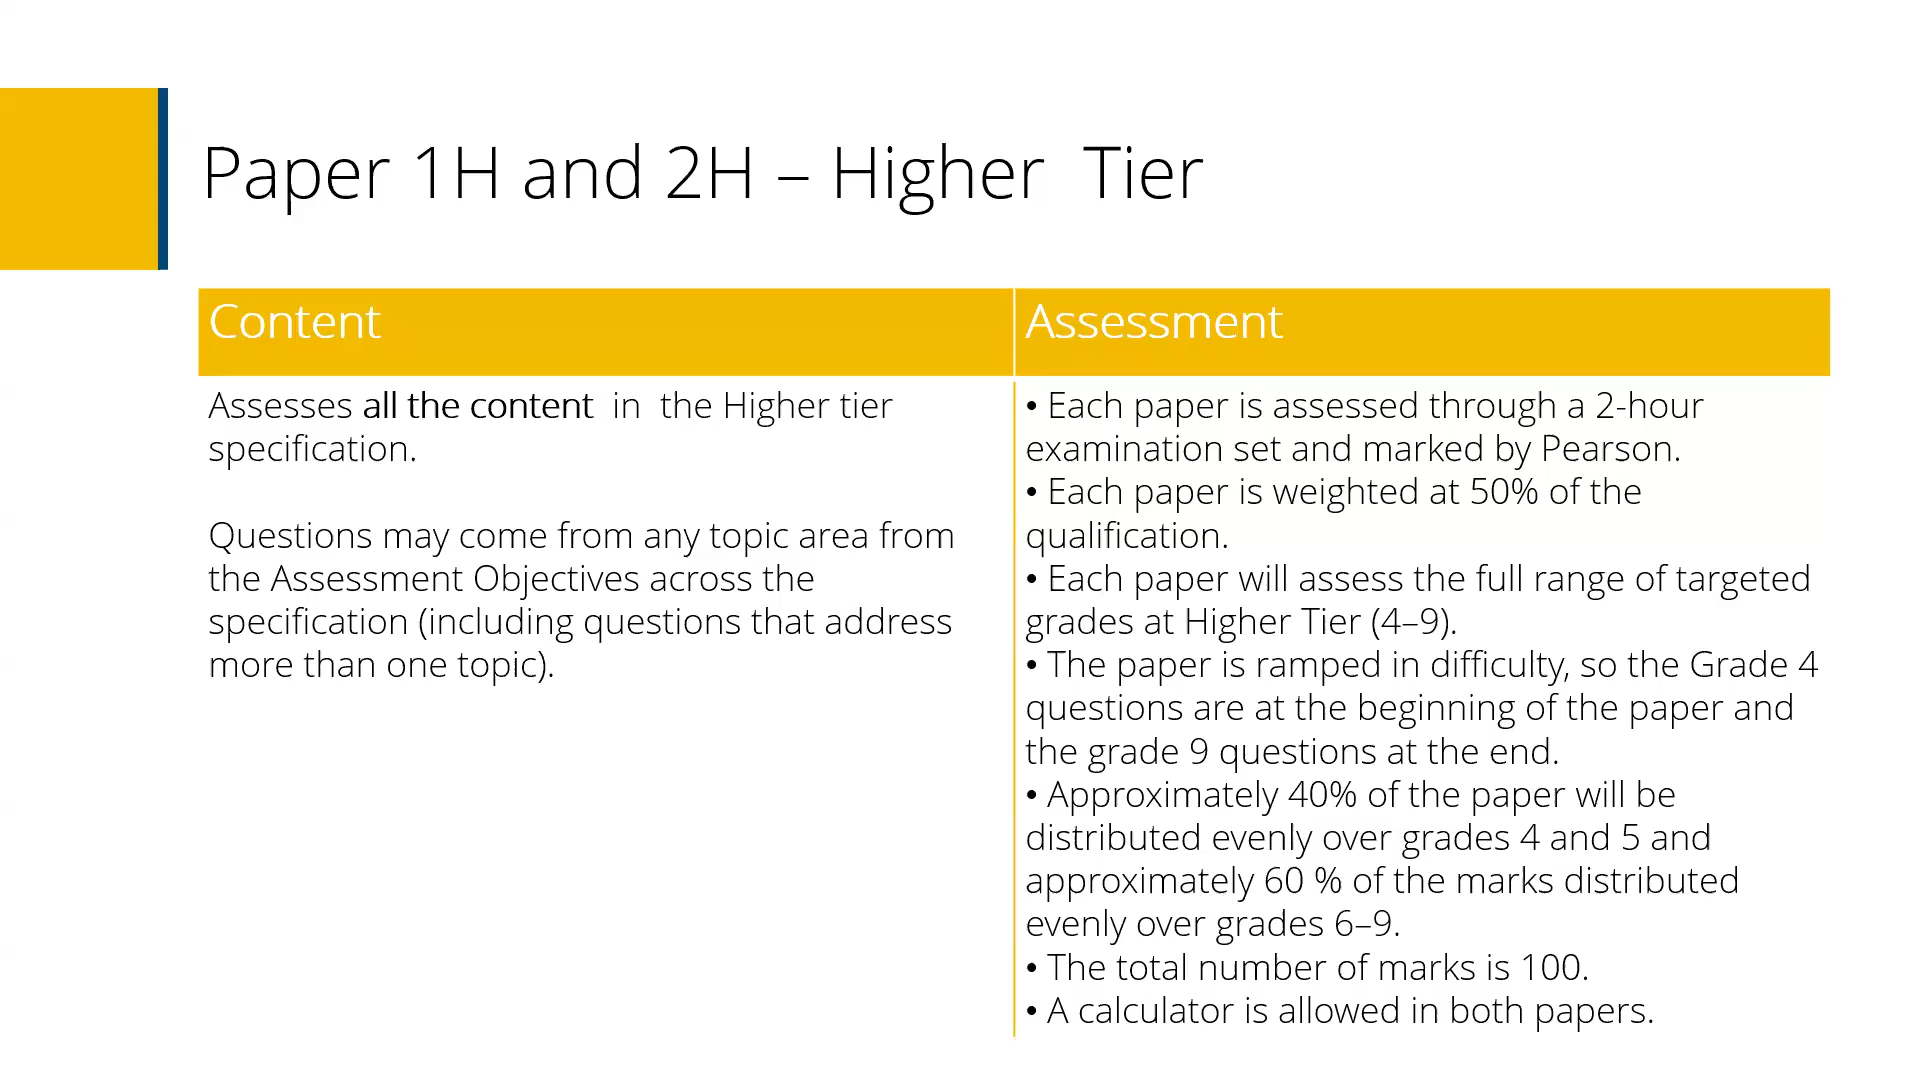 Paper 1H and 2H – Higher  Tier
Content
Assesses all the content  in  the Higher tier
specification.
Questions may come from any topic area from
the Assessment Objectives across the
specification (including questions that address
more than one topic).
Assessment
• Each paper is assessed through a 2-hour
examination set and marked by Pearson.
• Each paper is weighted at 50% of the
qualification.
• Each paper will assess the full range of targeted
grades at Higher Tier (4–9).
• The paper is ramped in difficulty, so the Grade 4
questions are at the beginning of the paper and
the grade 9 questions at the end.
• Approximately 40% of the paper will be
distributed evenly over grades 4 and 5 and
approximately 60 % of the marks distributed
evenly over grades 6–9.
• The total number of marks is 100.
• A calculator is allowed in both papers.